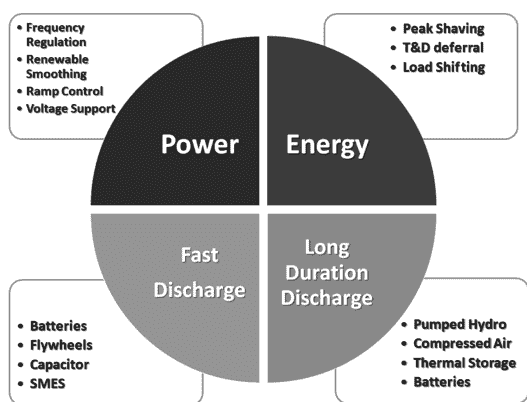 • Frequency
Regulation
• Renewable
Smoothing
• Ramp Control
• Voltage Support
• Peak Shaving
• T&D deferral
• Load Shifting
Power
Energy
Fast
Discharge
Long
Duration
Discharge
• Batteries
• Flywheels
• Capacitor
• SMES
• Pumped Hydro
• Compressed Air
• Thermal Storage
• Batteries